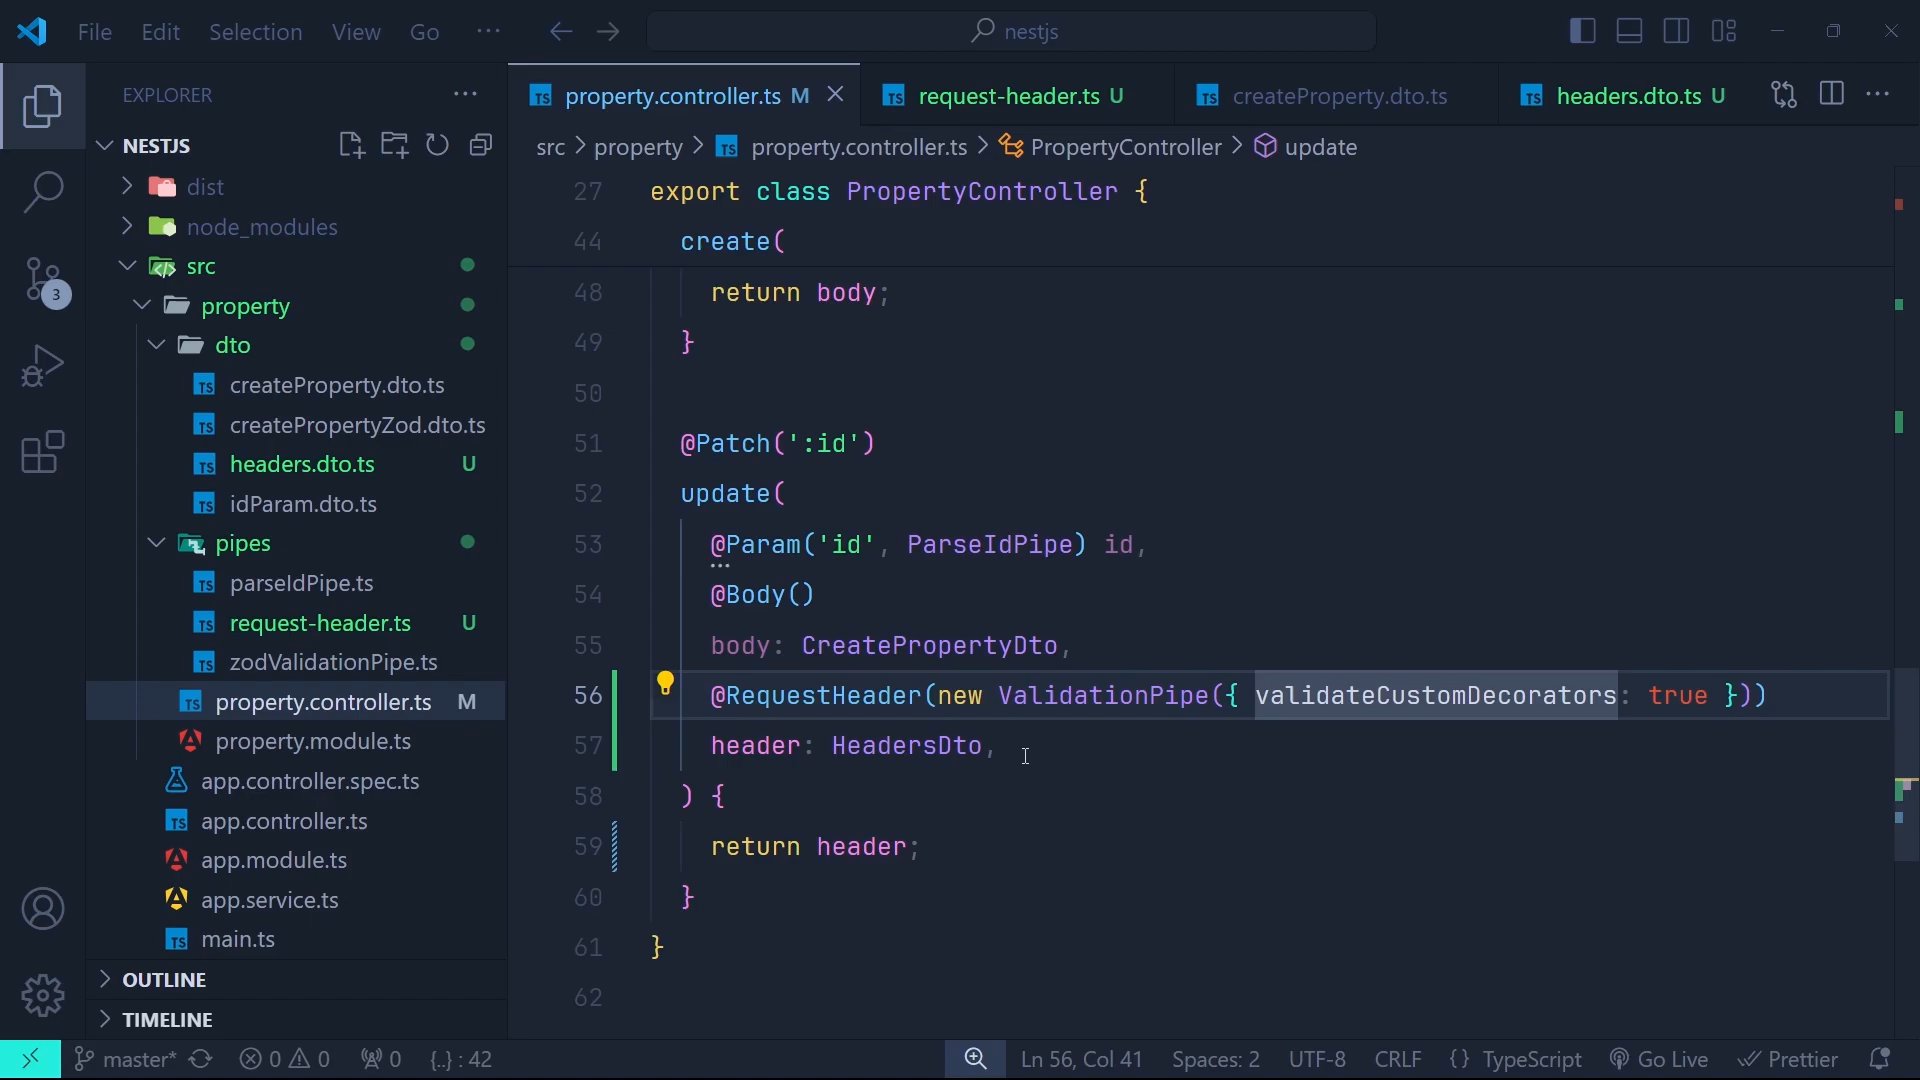 File Edit Selection View Go ··· nestjs
EXPLORER ···
property.controller.ts M
request-header.ts U
createProperty.dto.ts
headers.dto.ts U
src > property > TS property.controller.ts > PropertyController > update
NESTJS
dist
node_modules
src
property
dto
createProperty.dto.ts
createPropertyZod.dto.ts
headers.dto.ts U
idParam.dto.ts
pipes
parseIdPipe.ts
request-header.ts U
zodValidationPipe.ts
property.controller.ts M
property.module.ts
app.controller.spec.ts
app.controller.ts
app.module.ts
app.service.ts
main.ts
OUTLINE
TIMELINE
3
27 export class PropertyController {
44 create(
48 return body;
49 }
50
51 @Patch(':id')
52 update(
53 @Param('id', ParseIdPipe) id,
54 @Body()
55 body: CreatePropertyDto,
56 @RequestHeader(new ValidationPipe({ validateCustomDecorators: true }))
57 header: HeadersDto,
58 ) {
59 return header;
60 }
61 }
62
master* 0 0 0 {..} : 42 Ln 56, Col 41 Spaces: 2 UTF-8 CRLF {} TypeScript Go Live Prettier